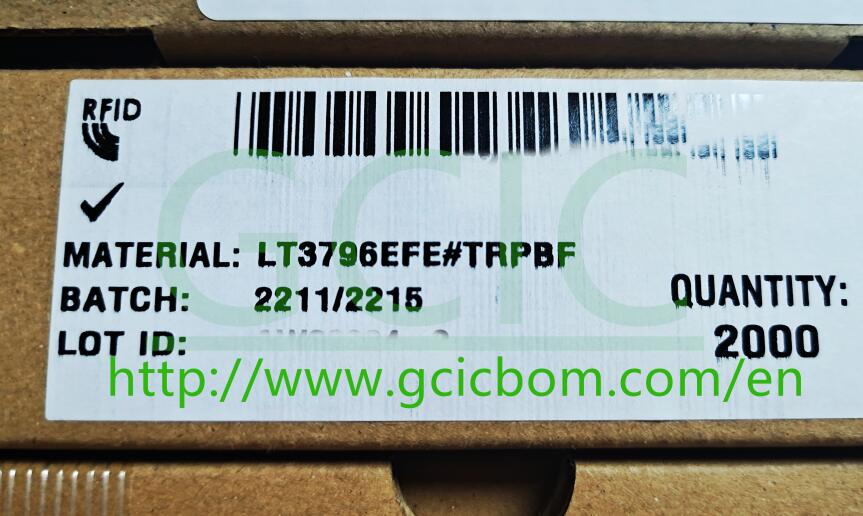 RFID
MATERIAL: LT3796EFE#TRPBF
BATCH: 2211/2215
LOT ID:
QUANTITY:
2000
GCIC
http://www.gcicbom.com/en